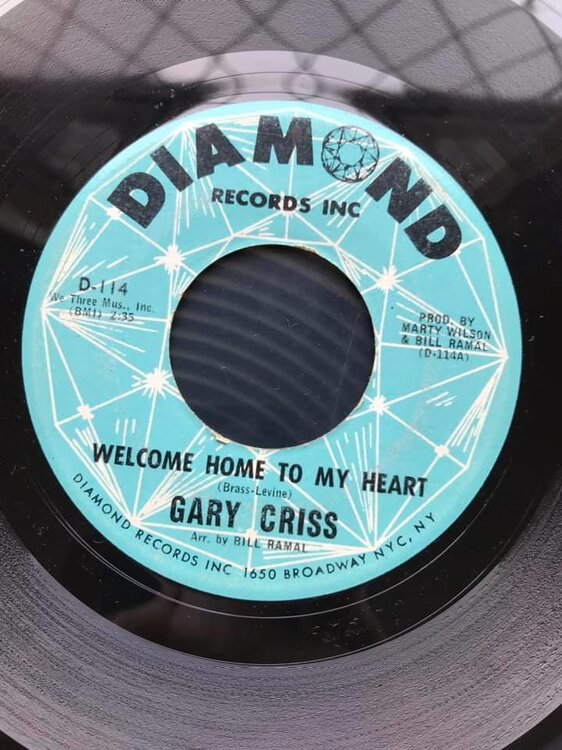 DIAMOND
RECORDS INC
D-114
We Three Mus., Inc.
(BMI) 2:35
PROD. BY
MARTY WILSON
& BILL RAMAL
(D-114A)
WELCOME HOME TO MY HEART
(Brass-Levine)
GARY CRISS
Arr. by BILL RAMAL
DIAMOND RECORDS INC 1650 BROADWAY NYC, NY